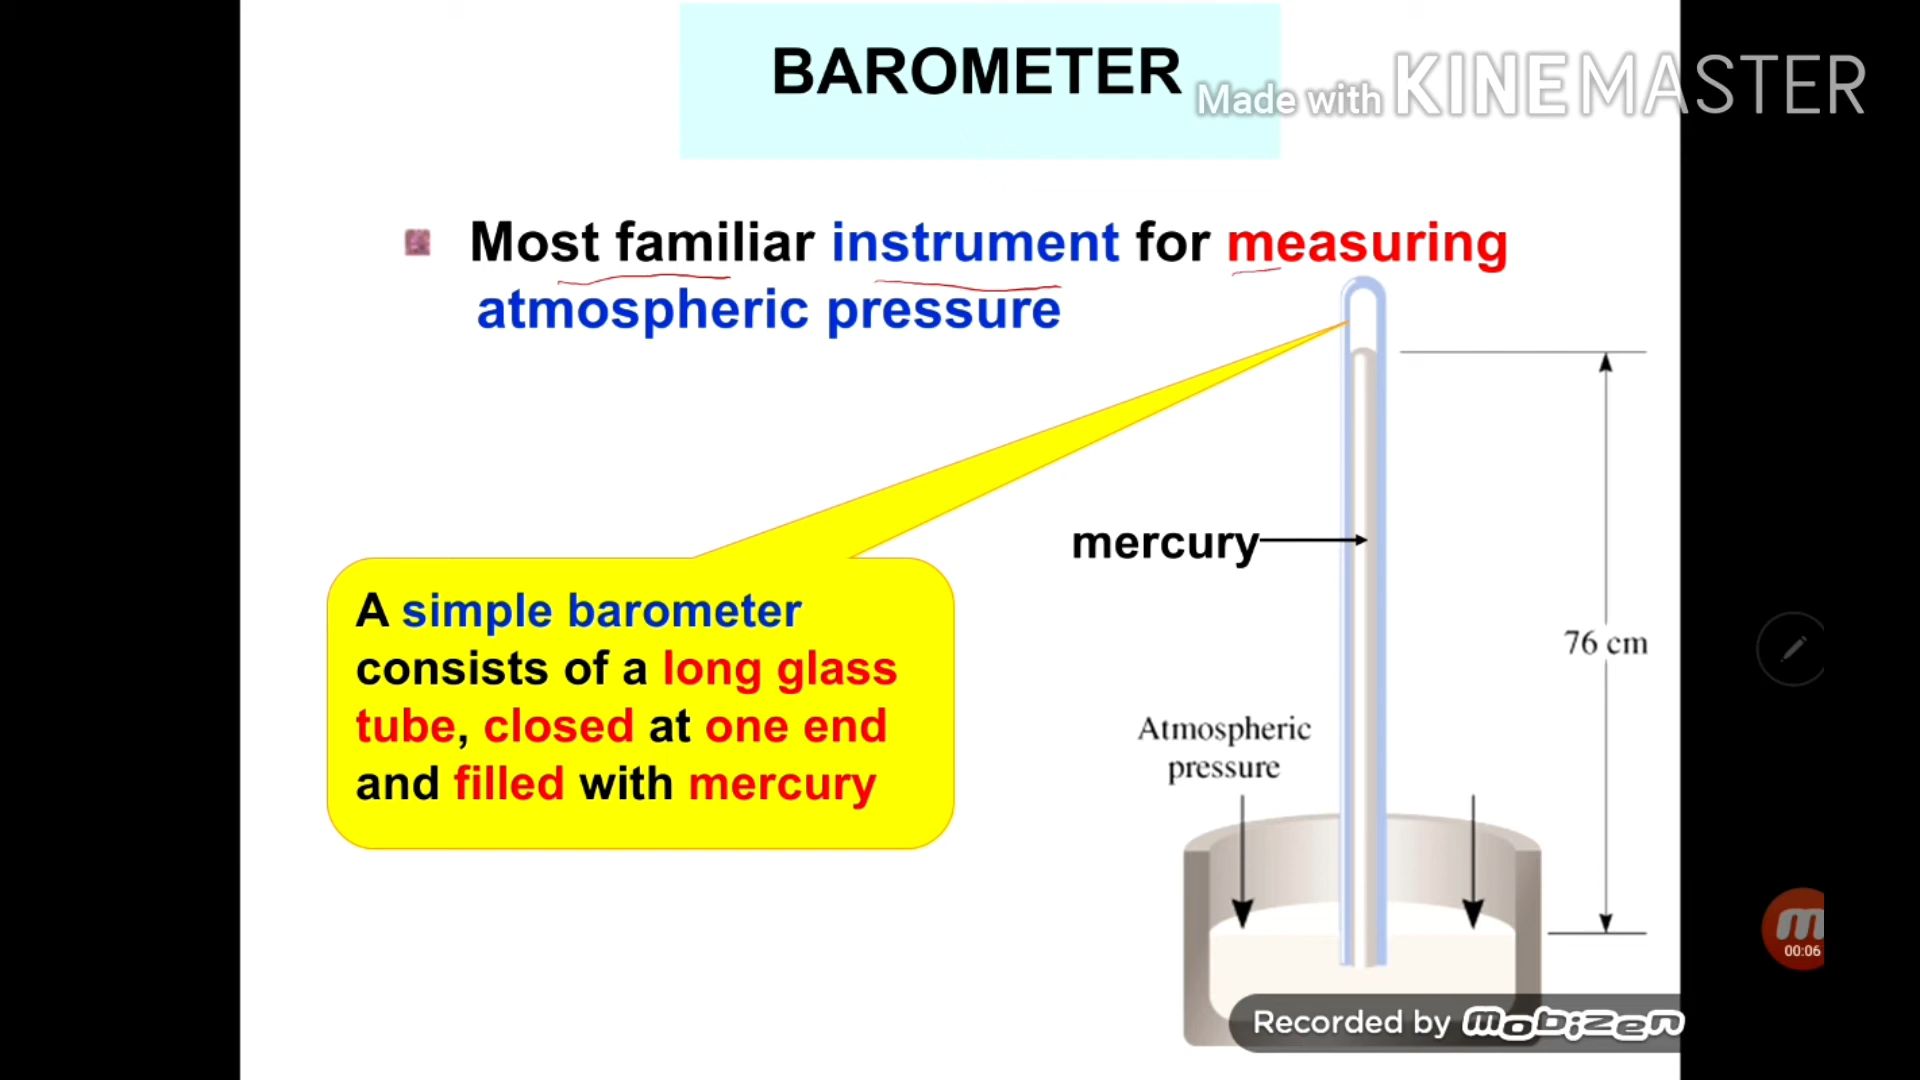 BAROMETER
Made with KINEMASTER
Most familiar instrument for measuring
atmospheric pressure
mercury
A simple barometer
consists of a long glass
tube, closed at one end
and filled with mercury
76 cm
Atmospheric
pressure
00:06
Recorded by mobizen